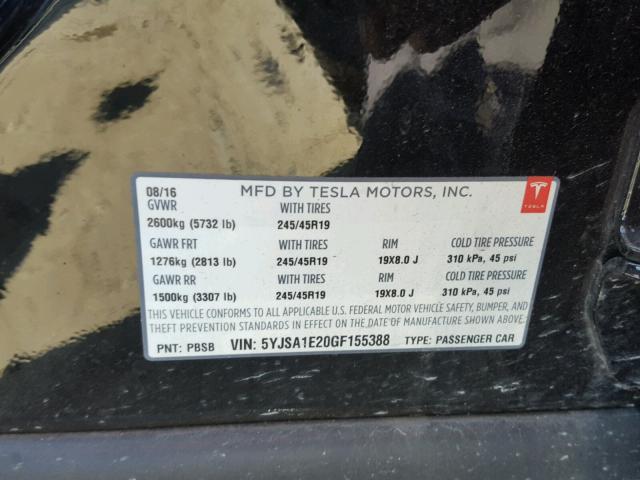 08/16 MFD BY TESLA MOTORS, INC.
GVWR WITH TIRES
2600kg (5732 lb) 245/45R19
GAWR FRT WITH TIRES RIM COLD TIRE PRESSURE
1276kg (2813 lb) 245/45R19 19X8.0 J 310 kPa, 45 psi
GAWR RR WITH TIRES RIM COLD TIRE PRESSURE
1500kg (3307 lb) 245/45R19 19X8.0 J 310 kPa, 45 psi
THIS VEHICLE CONFORMS TO ALL APPLICABLE U.S. FEDERAL MOTOR VEHICLE SAFETY, BUMPER, AND
THEFT PREVENTION STANDARDS IN EFFECT ON THE DATE OF MANUFACTURE SHOWN ABOVE.
PNT: PBSB VIN: 5YJSA1E20GF155388 TYPE: PASSENGER CAR
TESLA